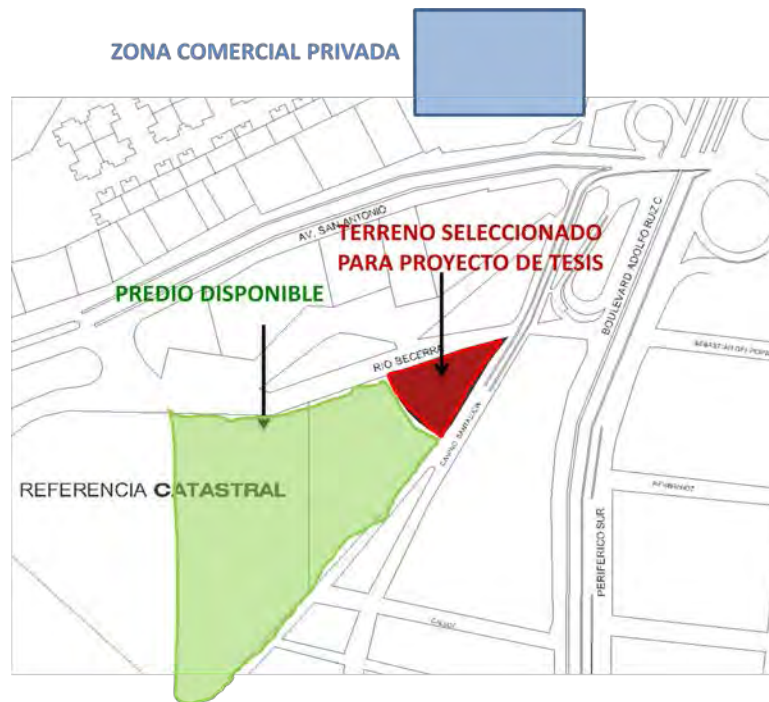 ZONA COMERCIAL PRIVADA
AV. SAN ANTONIO
TERRENO SELECCIONADO
PARA PROYECTO DE TESIS
PREDIO DISPONIBLE
BOULEVARD ADOLFO RUIZ C
RIO BECERRA
REFERENCIA CATASTRAL
PERIFERICO SUR